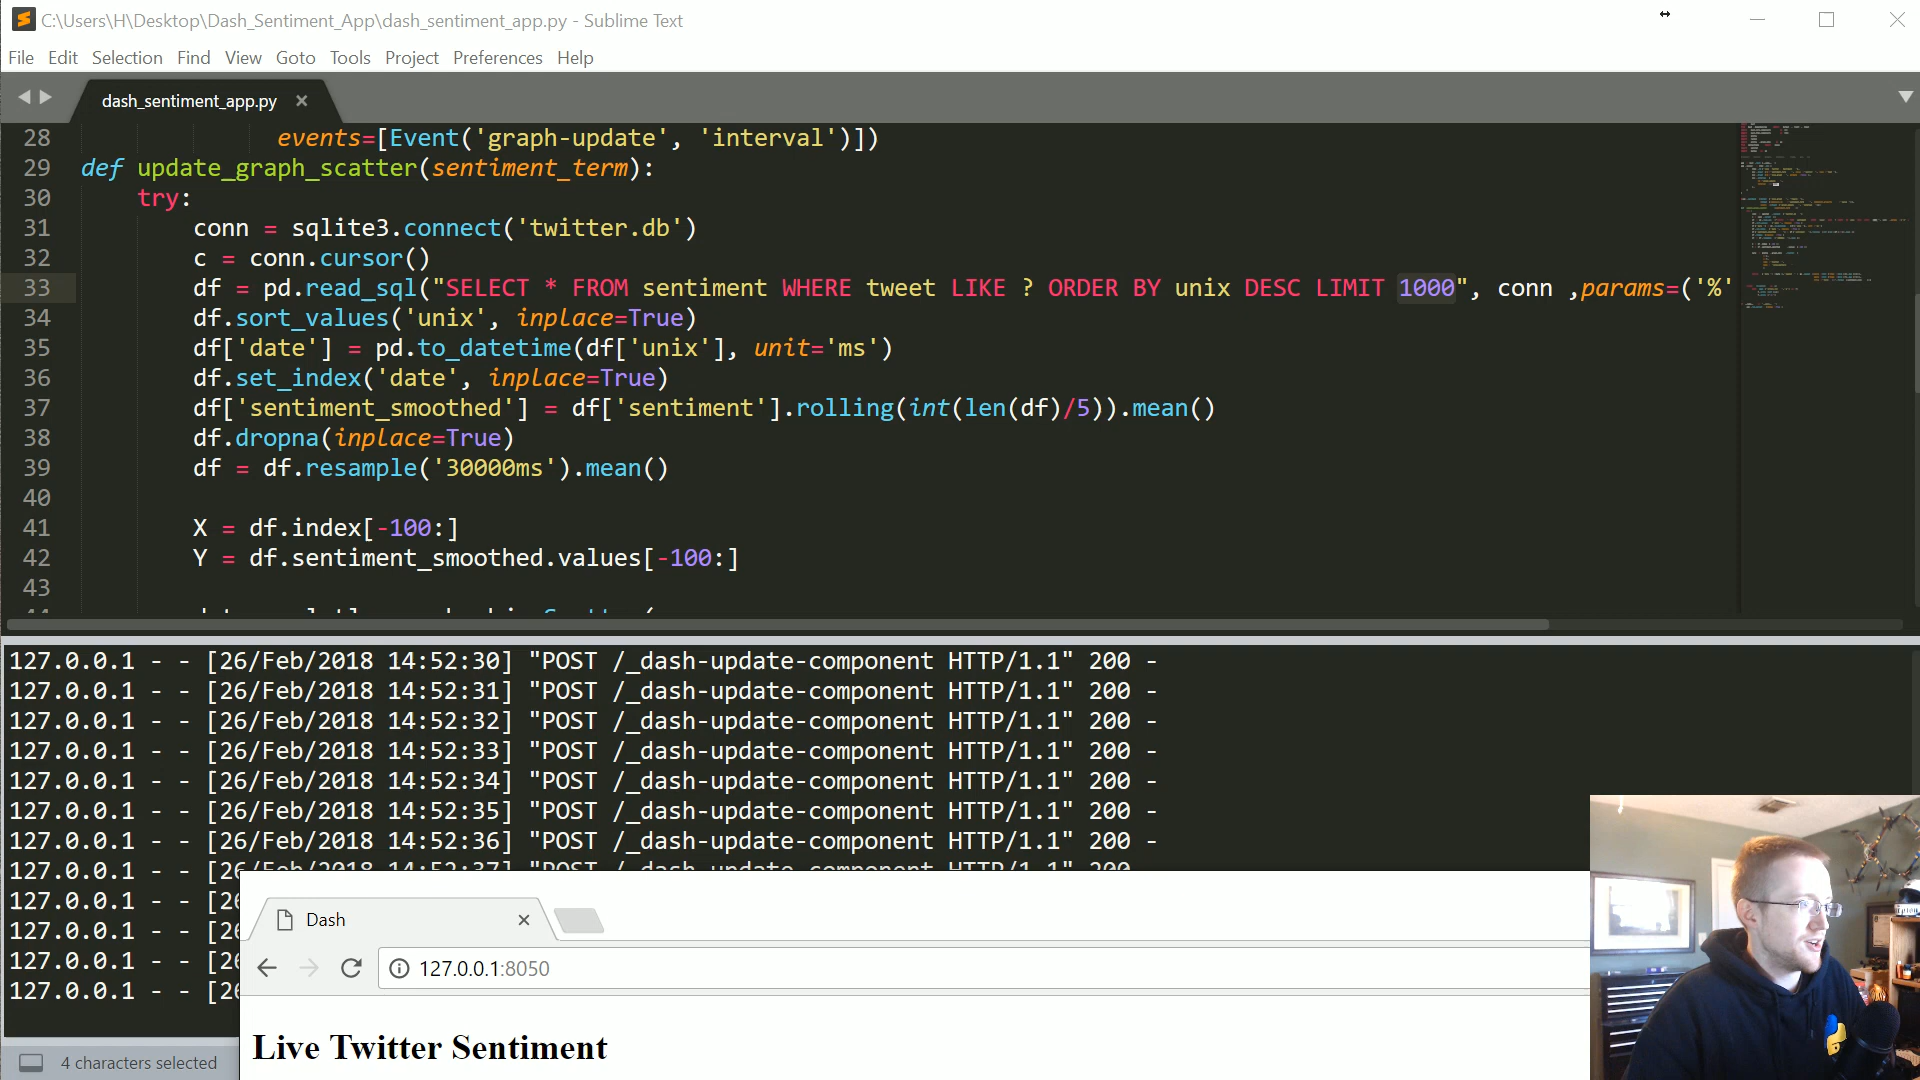 C:\Users\H\Desktop\Dash_Sentiment_App\dash_sentiment_app.py - Sublime Text
File Edit Selection Find View Goto Tools Project Preferences Help
dash_sentiment_app.py ×
28 events=[Event('graph-update', 'interval')])
29 def update_graph_scatter(sentiment_term):
30 try:
31 conn = sqlite3.connect('twitter.db')
32 c = conn.cursor()
33 df = pd.read_sql("SELECT * FROM sentiment WHERE tweet LIKE ? ORDER BY unix DESC LIMIT 1000", conn ,params=('%'
34 df.sort_values('unix', inplace=True)
35 df['date'] = pd.to_datetime(df['unix'], unit='ms')
36 df.set_index('date', inplace=True)
37 df['sentiment_smoothed'] = df['sentiment'].rolling(int(len(df)/5)).mean()
38 df.dropna(inplace=True)
39 df = df.resample('30000ms').mean()
40
41 X = df.index[-100:]
42 Y = df.sentiment_smoothed.values[-100:]
43
127.0.0.1 - - [26/Feb/2018 14:52:30] "POST /_dash-update-component HTTP/1.1" 200 -
127.0.0.1 - - [26/Feb/2018 14:52:31] "POST /_dash-update-component HTTP/1.1" 200 -
127.0.0.1 - - [26/Feb/2018 14:52:32] "POST /_dash-update-component HTTP/1.1" 200 -
127.0.0.1 - - [26/Feb/2018 14:52:33] "POST /_dash-update-component HTTP/1.1" 200 -
127.0.0.1 - - [26/Feb/2018 14:52:34] "POST /_dash-update-component HTTP/1.1" 200 -
127.0.0.1 - - [26/Feb/2018 14:52:35] "POST /_dash-update-component HTTP/1.1" 200 -
127.0.0.1 - - [26/Feb/2018 14:52:36] "POST /_dash-update-component HTTP/1.1" 200 -
127.0.0.1 - - [26/Feb/2018 14:52:37] "POST /_dash-update-component HTTP/1.1" 200
127.0.0.1 - - [26
127.0.0.1 - - [26
127.0.0.1 - - [26
127.0.0.1 - - [26
Dash ×
127.0.0.1:8050
Live Twitter Sentiment
4 characters selected